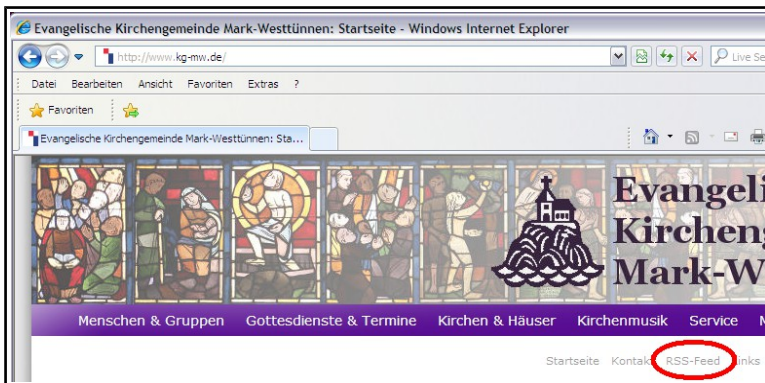 Evangelische Kirchengemeinde Mark-Westtünnen: Startseite - Windows Internet Explorer
http://www.kg-mw.de/
Live Se
Datei Bearbeiten Ansicht Favoriten Extras ?
Favoriten
Evangelische Kirchengemeinde Mark-Westtünnen: Sta...
Evangeli
Kirchen
Mark-W
Menschen & Gruppen Gottesdienste & Termine Kirchen & Häuser Kirchenmusik Service M
Startseite Kontakt RSS-Feed Links